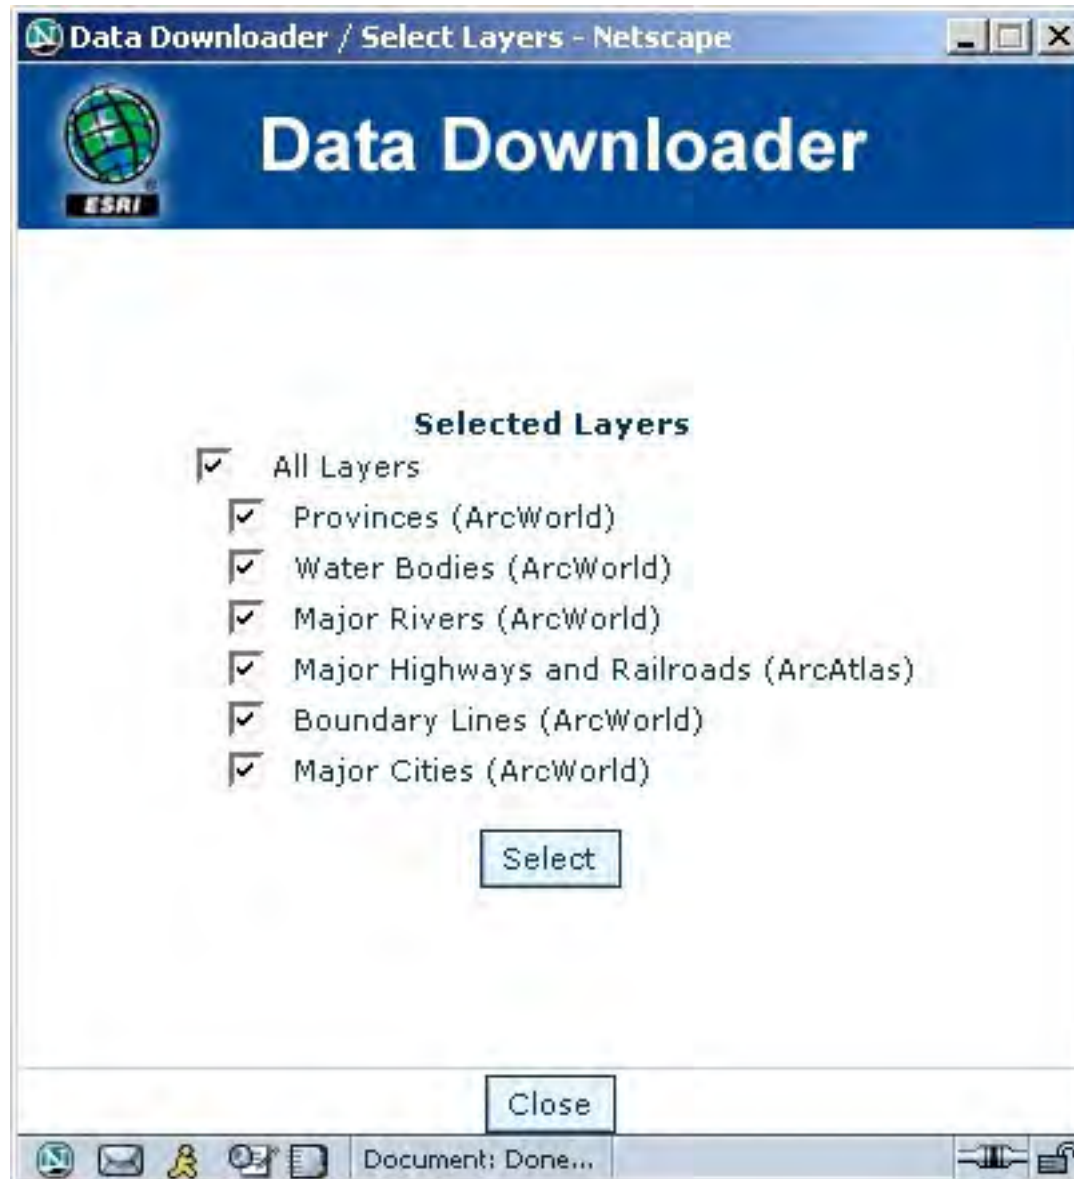 Data Downloader / Select Layers - Netscape
ESRI
Data Downloader
Selected Layers
All Layers
Provinces (ArcWorld)
Water Bodies (ArcWorld)
Major Rivers (ArcWorld)
Major Highways and Railroads (ArcAtlas)
Boundary Lines (ArcWorld)
Major Cities (ArcWorld)
Select
Close
Document: Done...